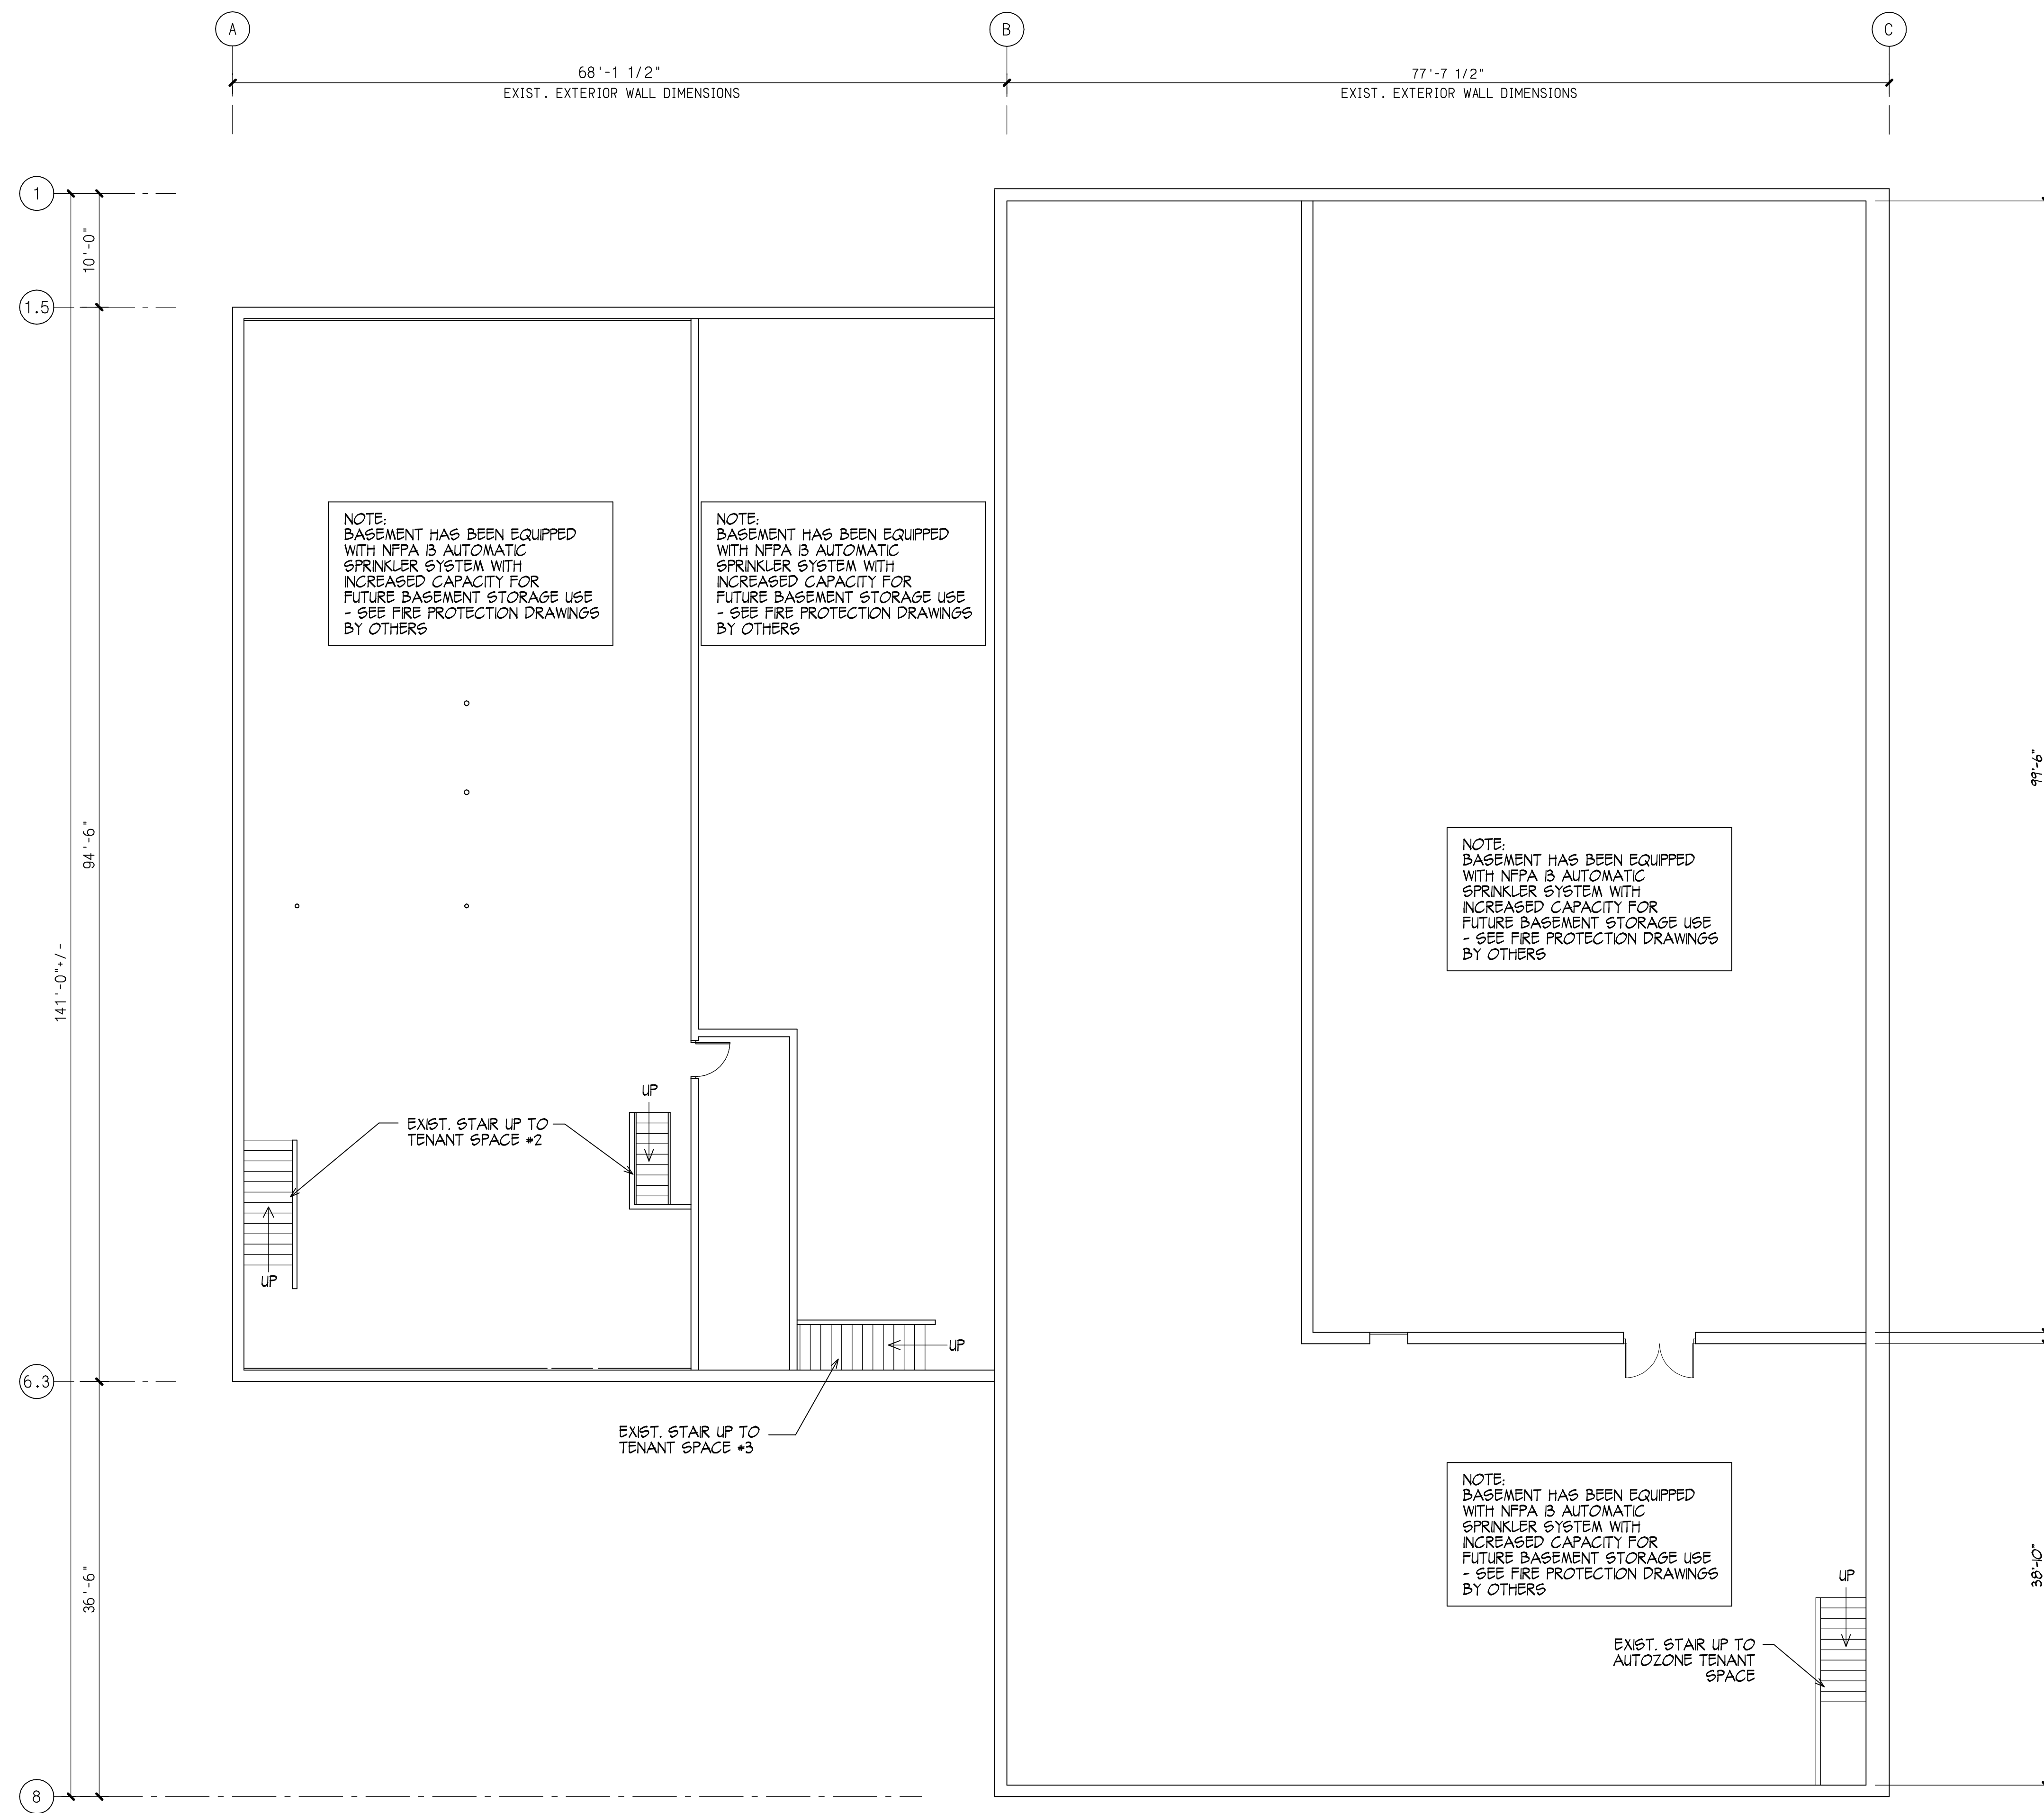 A
B
C
68'-1 1/2"
EXIST. EXTERIOR WALL DIMENSIONS
77'-7 1/2"
EXIST. EXTERIOR WALL DIMENSIONS
1
10'-0"
1.5
94'-6"
141'-0"+/-
6.3
36'-6"
8
NOTE:
BASEMENT HAS BEEN EQUIPPED
WITH NFPA 13 AUTOMATIC
SPRINKLER SYSTEM WITH
INCREASED CAPACITY FOR
FUTURE BASEMENT STORAGE USE
- SEE FIRE PROTECTION DRAWINGS
BY OTHERS
NOTE:
BASEMENT HAS BEEN EQUIPPED
WITH NFPA 13 AUTOMATIC
SPRINKLER SYSTEM WITH
INCREASED CAPACITY FOR
FUTURE BASEMENT STORAGE USE
- SEE FIRE PROTECTION DRAWINGS
BY OTHERS
99'-6"
NOTE:
BASEMENT HAS BEEN EQUIPPED
WITH NFPA 13 AUTOMATIC
SPRINKLER SYSTEM WITH
INCREASED CAPACITY FOR
FUTURE BASEMENT STORAGE USE
- SEE FIRE PROTECTION DRAWINGS
BY OTHERS
UP
EXIST. STAIR UP TO
TENANT SPACE #2
UP
UP
EXIST. STAIR UP TO
TENANT SPACE #3
NOTE:
BASEMENT HAS BEEN EQUIPPED
WITH NFPA 13 AUTOMATIC
SPRINKLER SYSTEM WITH
INCREASED CAPACITY FOR
FUTURE BASEMENT STORAGE USE
- SEE FIRE PROTECTION DRAWINGS
BY OTHERS
38'-10"
UP
EXIST. STAIR UP TO
AUTOZONE TENANT
SPACE